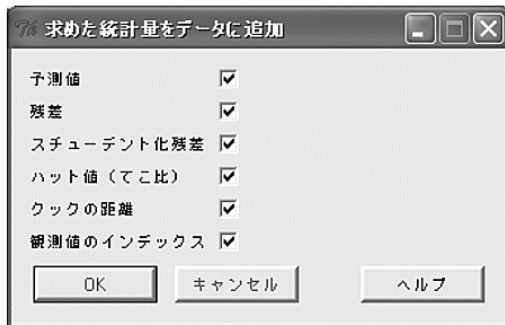 求めた統計量をデータに追加
予測値
残差
スチューデント化残差
ハット値（てこ比）
クックの距離
観測値のインデックス
OK キャンセル ヘルプ